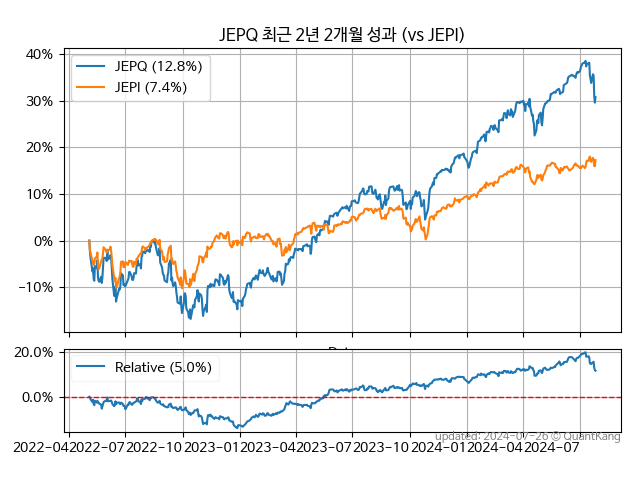 JEPQ 최근 2년 2개월 성과 (vs JEPI)
40%
30%
20%
10%
0%
−10%
JEPQ (12.8%)
JEPI (7.4%)
20.0%
0.0%
Relative (5.0%)
2022-04 2022-07 2022-10 2023-01 2023-04 2023-07 2023-10 2024-01 2024-04 2024-07
updated: 2024-07-26 © QuantKang